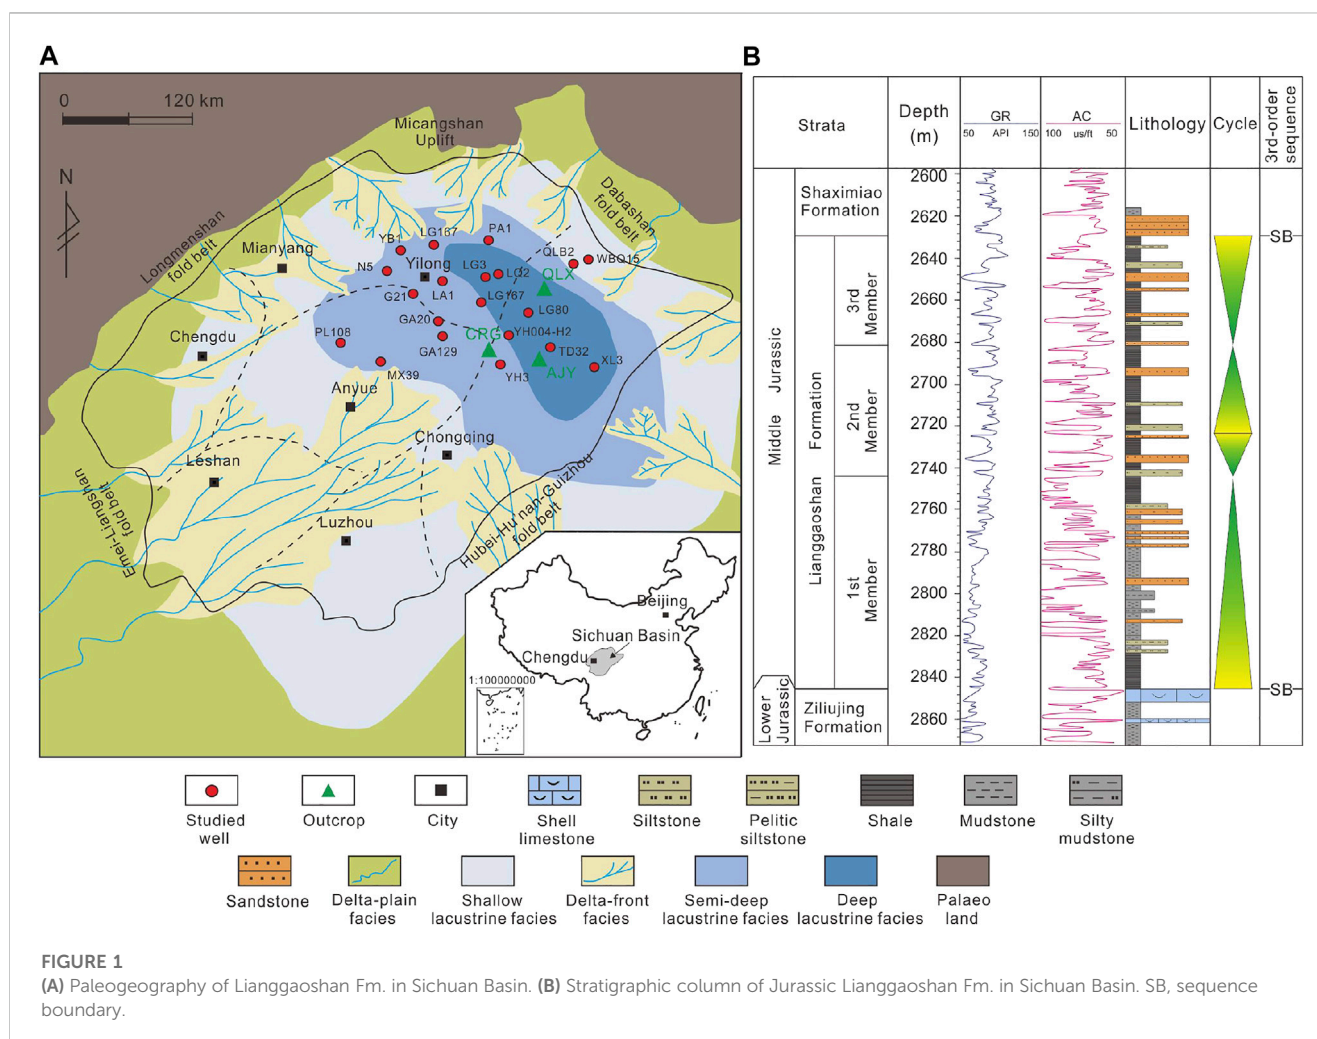 A
0 120 km
N
Micangshan
Uplift
Dabashan
fold belt
Longmenshan
fold belt
Mianyang
YB1
LG187
PA1
QLB2
WBQ15
N5
Yilong
LG3
LG2
QLX
G21
LA1
LG167
LG80
GA20
CRG
YH004-H2
PL108
GA129
TD32
XL3
MX39
YH3
AJY
Chengdu
Anyue
Chongqing
Leshan
Luzhou
Emei-Liangshan
fold belt
Hubei-Hu'nan-Guizhou
fold belt
Beijing
Sichuan Basin
Chengdu
1:100000000
B
Strata
Depth
(m)
GR
50 API 150
AC
100 us/ft 50
Lithology
Cycle
3rd-order
sequence
Middle Jurassic
Lower
Jurassic
Shaximiao
Formation
Lianggaoshan Formation
3rd
Member
2nd
Member
1st
Member
Ziliujing
Formation
2600
2620
2640
2660
2680
2700
2720
2740
2760
2780
2800
2820
2840
2860
SB
SB
Studied
well
Outcrop
City
Shell
limestone
Siltstone
Pelitic
siltstone
Shale
Mudstone
Silty
mudstone
Sandstone
Delta-plain
facies
Shallow
lacustrine facies
Delta-front
facies
Semi-deep
lacustrine facies
Deep
lacustrine facies
Palaeo
land
FIGURE 1
(A) Paleogeography of Lianggaoshan Fm. in Sichuan Basin. (B) Stratigraphic column of Jurassic Lianggaoshan Fm. in Sichuan Basin. SB, sequence
boundary.